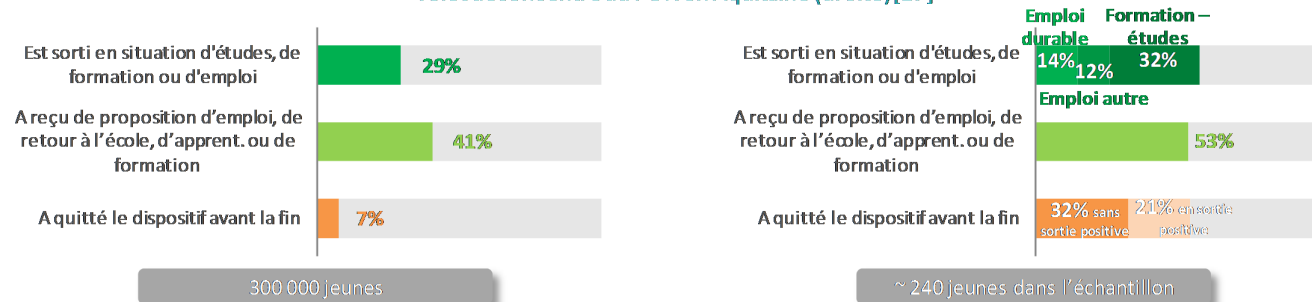 Est sorti en situation d'études, de
formation ou d'emploi
29%
A reçu de proposition d'emploi, de
retour à l'école, d'apprent. ou de
formation
41%
A quitté le dispositif avant la fin
7%
300 000 jeunes
Emploi
durable
Formation –
études
Est sorti en situation d'études, de
formation ou d'emploi
14%
12%
32%
Emploi autre
A reçu de proposition d'emploi, de
retour à l'école, d'apprent. ou de
formation
53%
A quitté le dispositif avant la fin
32% sans
sortie positive
21% en sortie
positive
~ 240 jeunes dans l'échantillon